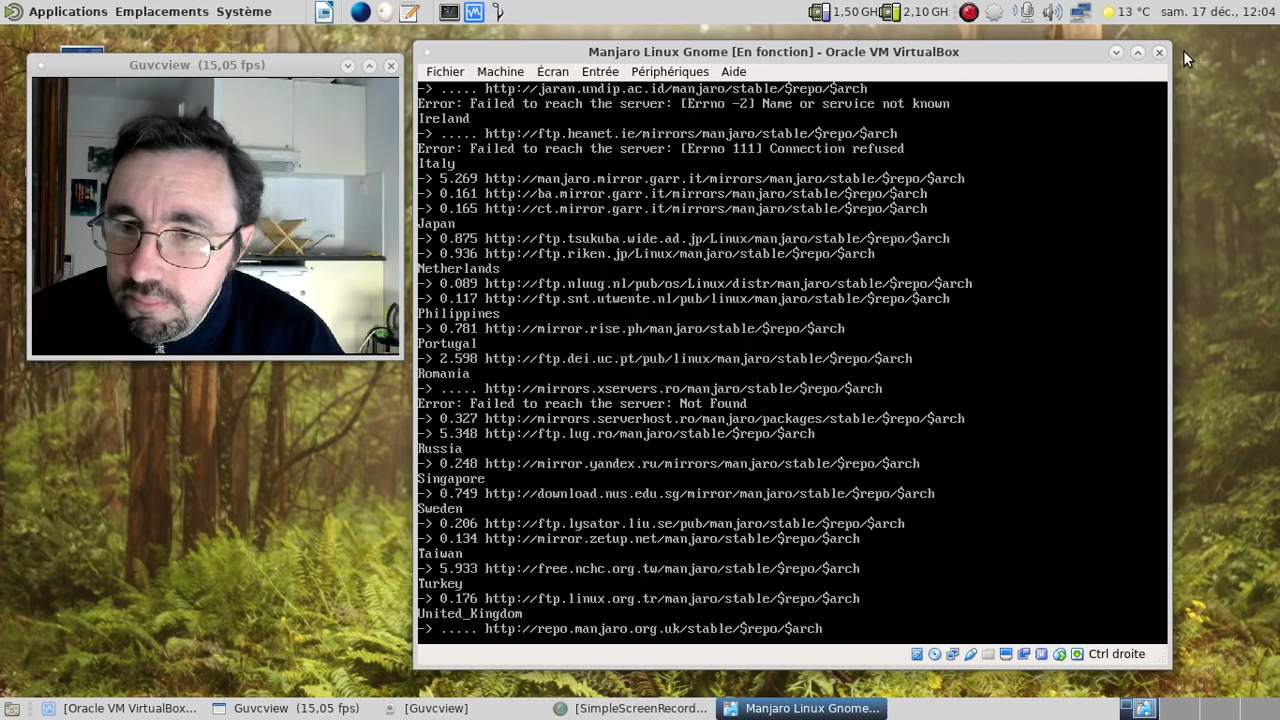 Applications Emplacements Système
1,50 GH 2,10 GH 13 °C sam. 17 déc., 12:04
Guvcview (15,05 fps)
Manjaro Linux Gnome [En fonction] - Oracle VM VirtualBox
Fichier Machine Écran Entrée Périphériques Aide
-> ..... http://jaran.undip.ac.id/manjaro/stable/$repo/$arch
Error: Failed to reach the server: [Errno -2] Name or service not known
Ireland
-> ..... http://ftp.heanet.ie/mirrors/manjaro/stable/$repo/$arch
Error: Failed to reach the server: [Errno 111] Connection refused
Italy
-> 5.269 http://manjaro.mirror.garr.it/mirrors/manjaro/stable/$repo/$arch
-> 0.161 http://ba.mirror.garr.it/mirrors/manjaro/stable/$repo/$arch
-> 0.165 http://ct.mirror.garr.it/mirrors/manjaro/stable/$repo/$arch
Japan
-> 0.875 http://ftp.tsukuba.wide.ad.jp/Linux/manjaro/stable/$repo/$arch
-> 0.936 http://ftp.riken.jp/Linux/manjaro/stable/$repo/$arch
Netherlands
-> 0.089 http://ftp.nluug.nl/pub/os/Linux/distr/manjaro/stable/$repo/$arch
-> 0.117 http://ftp.snt.utwente.nl/pub/linux/manjaro/stable/$repo/$arch
Philippines
-> 0.781 http://mirror.rise.ph/manjaro/stable/$repo/$arch
Portugal
-> 2.598 http://ftp.dei.uc.pt/pub/linux/manjaro/stable/$repo/$arch
Romania
-> ..... http://mirrors.xservers.ro/manjaro/stable/$repo/$arch
Error: Failed to reach the server: Not Found
-> 0.327 http://mirrors.serverhost.ro/manjaro/packages/stable/$repo/$arch
-> 5.348 http://ftp.lug.ro/manjaro/stable/$repo/$arch
Russia
-> 0.248 http://mirror.yandex.ru/mirrors/manjaro/stable/$repo/$arch
Singapore
-> 0.749 http://download.nus.edu.sg/mirror/manjaro/stable/$repo/$arch
Sweden
-> 0.206 http://ftp.lysator.liu.se/pub/manjaro/stable/$repo/$arch
-> 0.134 http://mirror.zetup.net/manjaro/stable/$repo/$arch
Taiwan
-> 5.933 http://free.nchc.org.tw/manjaro/stable/$repo/$arch
Turkey
-> 0.176 http://ftp.linux.org.tr/manjaro/stable/$repo/$arch
United_Kingdom
-> ..... http://repo.manjaro.org.uk/stable/$repo/$arch
Ctrl droite
[Oracle VM VirtualBox... Guvcview (15,05 fps) [Guvcview] [SimpleScreenRecord... Manjaro Linux Gnome...